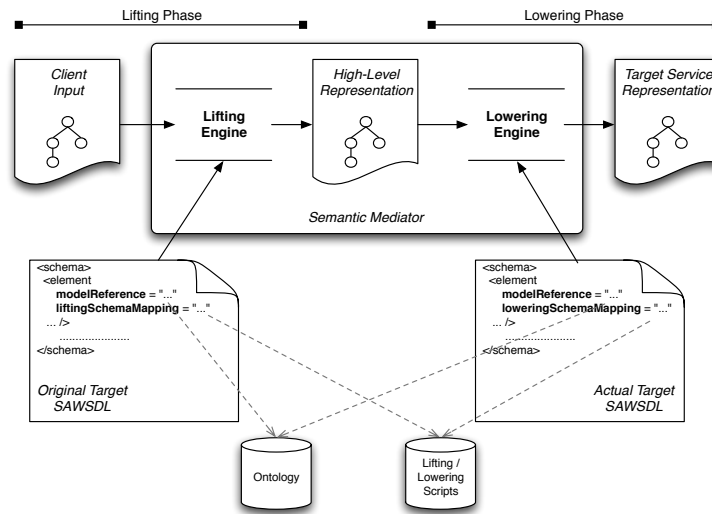 Lifting Phase
Lowering Phase
Client
Input
High-Level
Representation
Target Service
Representation
Lifting
Engine
Lowering
Engine
Semantic Mediator
<schema>
<element
modelReference = "..."
liftingSchemaMapping = "..."
... />
......................
</schema>
Original Target
SAWSDL
<schema>
<element
modelReference = "..."
loweringSchemaMapping = "..."
... />
......................
</schema>
Actual Target
SAWSDL
Ontology
Lifting /
Lowering
Scripts